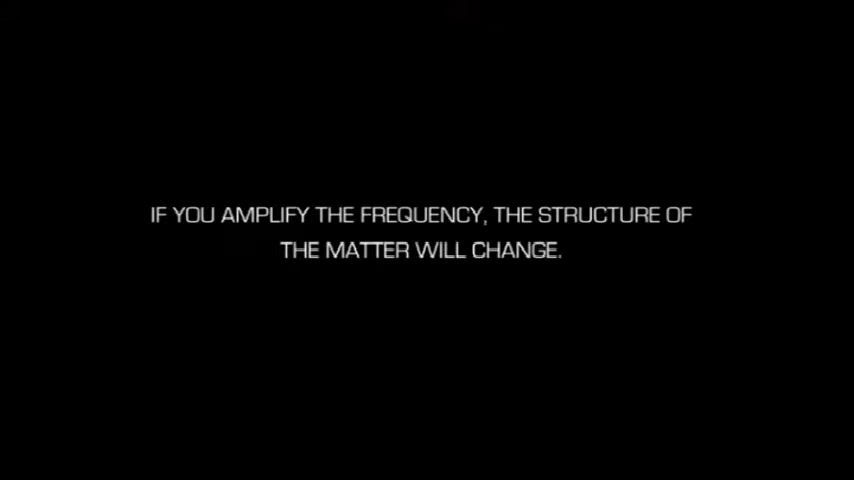 IF YOU AMPLIFY THE FREQUENCY, THE STRUCTURE OF
THE MATTER WILL CHANGE.